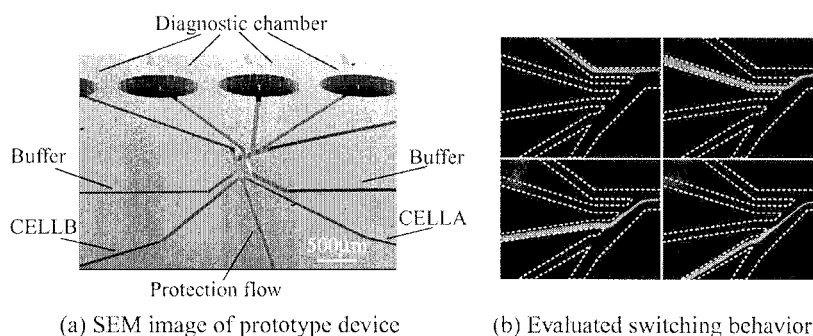 Diagnostic chamber
Buffer
Buffer
CELLB
CELLA
500μm
Protection flow
(a) SEM image of prototype device
(b) Evaluated switching behavior